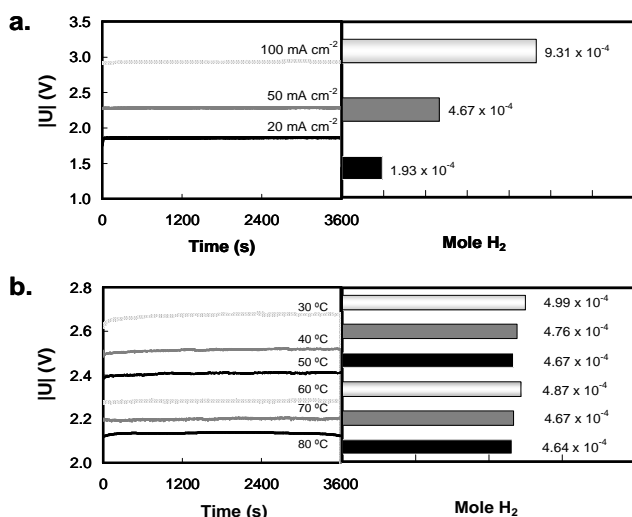 a.
|U| (V)
3.5
3.0
2.5
2.0
1.5
1.0
100 mA cm⁻²
50 mA cm⁻²
20 mA cm⁻²
9.31 x 10⁻⁴
4.67 x 10⁻⁴
1.93 x 10⁻⁴
0 1200 2400 3600
Time (s) Mole H₂
b.
|U| (V)
2.8
2.6
2.4
2.2
2.0
30 ºC
40 ºC
50 ºC
60 ºC
70 ºC
80 ºC
4.99 x 10⁻⁴
4.76 x 10⁻⁴
4.67 x 10⁻⁴
4.87 x 10⁻⁴
4.67 x 10⁻⁴
4.64 x 10⁻⁴
0 1200 2400 3600
Time (s) Mole H₂